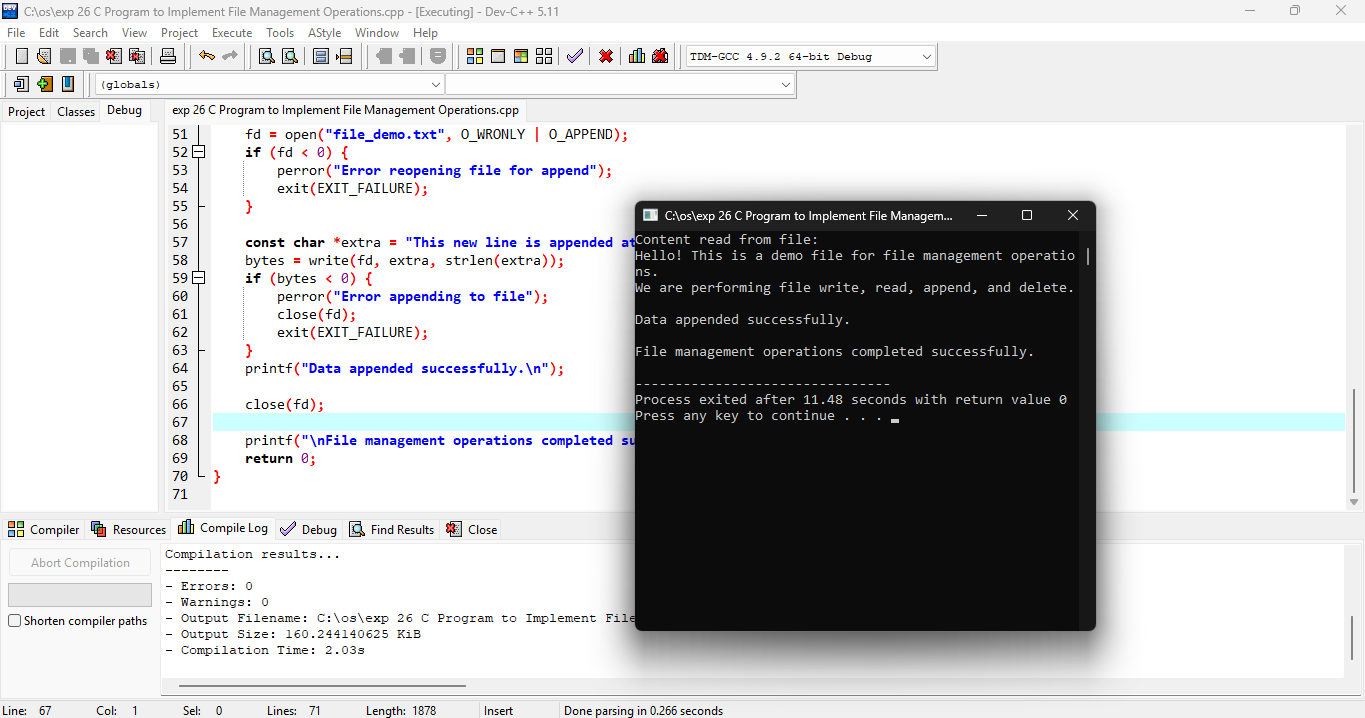 C:\os\exp 26 C Program to Implement File Management Operations.cpp - [Executing] - Dev-C++ 5.11
File Edit Search View Project Execute Tools AStyle Window Help
TDM-GCC 4.9.2 64-bit Debug
(globals)
Project Classes Debug
exp 26 C Program to Implement File Management Operations.cpp
51 fd = open("file_demo.txt", O_WRONLY | O_APPEND);
52 if (fd < 0) {
53 perror("Error reopening file for append");
54 exit(EXIT_FAILURE);
55 }
56
57 const char *extra = "This new line is appended at
58 bytes = write(fd, extra, strlen(extra));
59 if (bytes < 0) {
60 perror("Error appending to file");
61 close(fd);
62 exit(EXIT_FAILURE);
63 }
64 printf("Data appended successfully.\n");
65
66 close(fd);
67
68 printf("\nFile management operations completed su
69 return 0;
70 }
71
C:\os\exp 26 C Program to Implement File Managem...
Content read from file:
Hello! This is a demo file for file management operatio
ns.
We are performing file write, read, append, and delete.
Data appended successfully.
File management operations completed successfully.
--------------------------------
Process exited after 11.48 seconds with return value 0
Press any key to continue . . .
Compiler Resources Compile Log Debug Find Results Close
Abort Compilation
Shorten compiler paths
Compilation results...
--------
- Errors: 0
- Warnings: 0
- Output Filename: C:\os\exp 26 C Program to Implement File
- Output Size: 160.244140625 KiB
- Compilation Time: 2.03s
Line: 67 Col: 1 Sel: 0 Lines: 71 Length: 1878 Insert Done parsing in 0.266 seconds